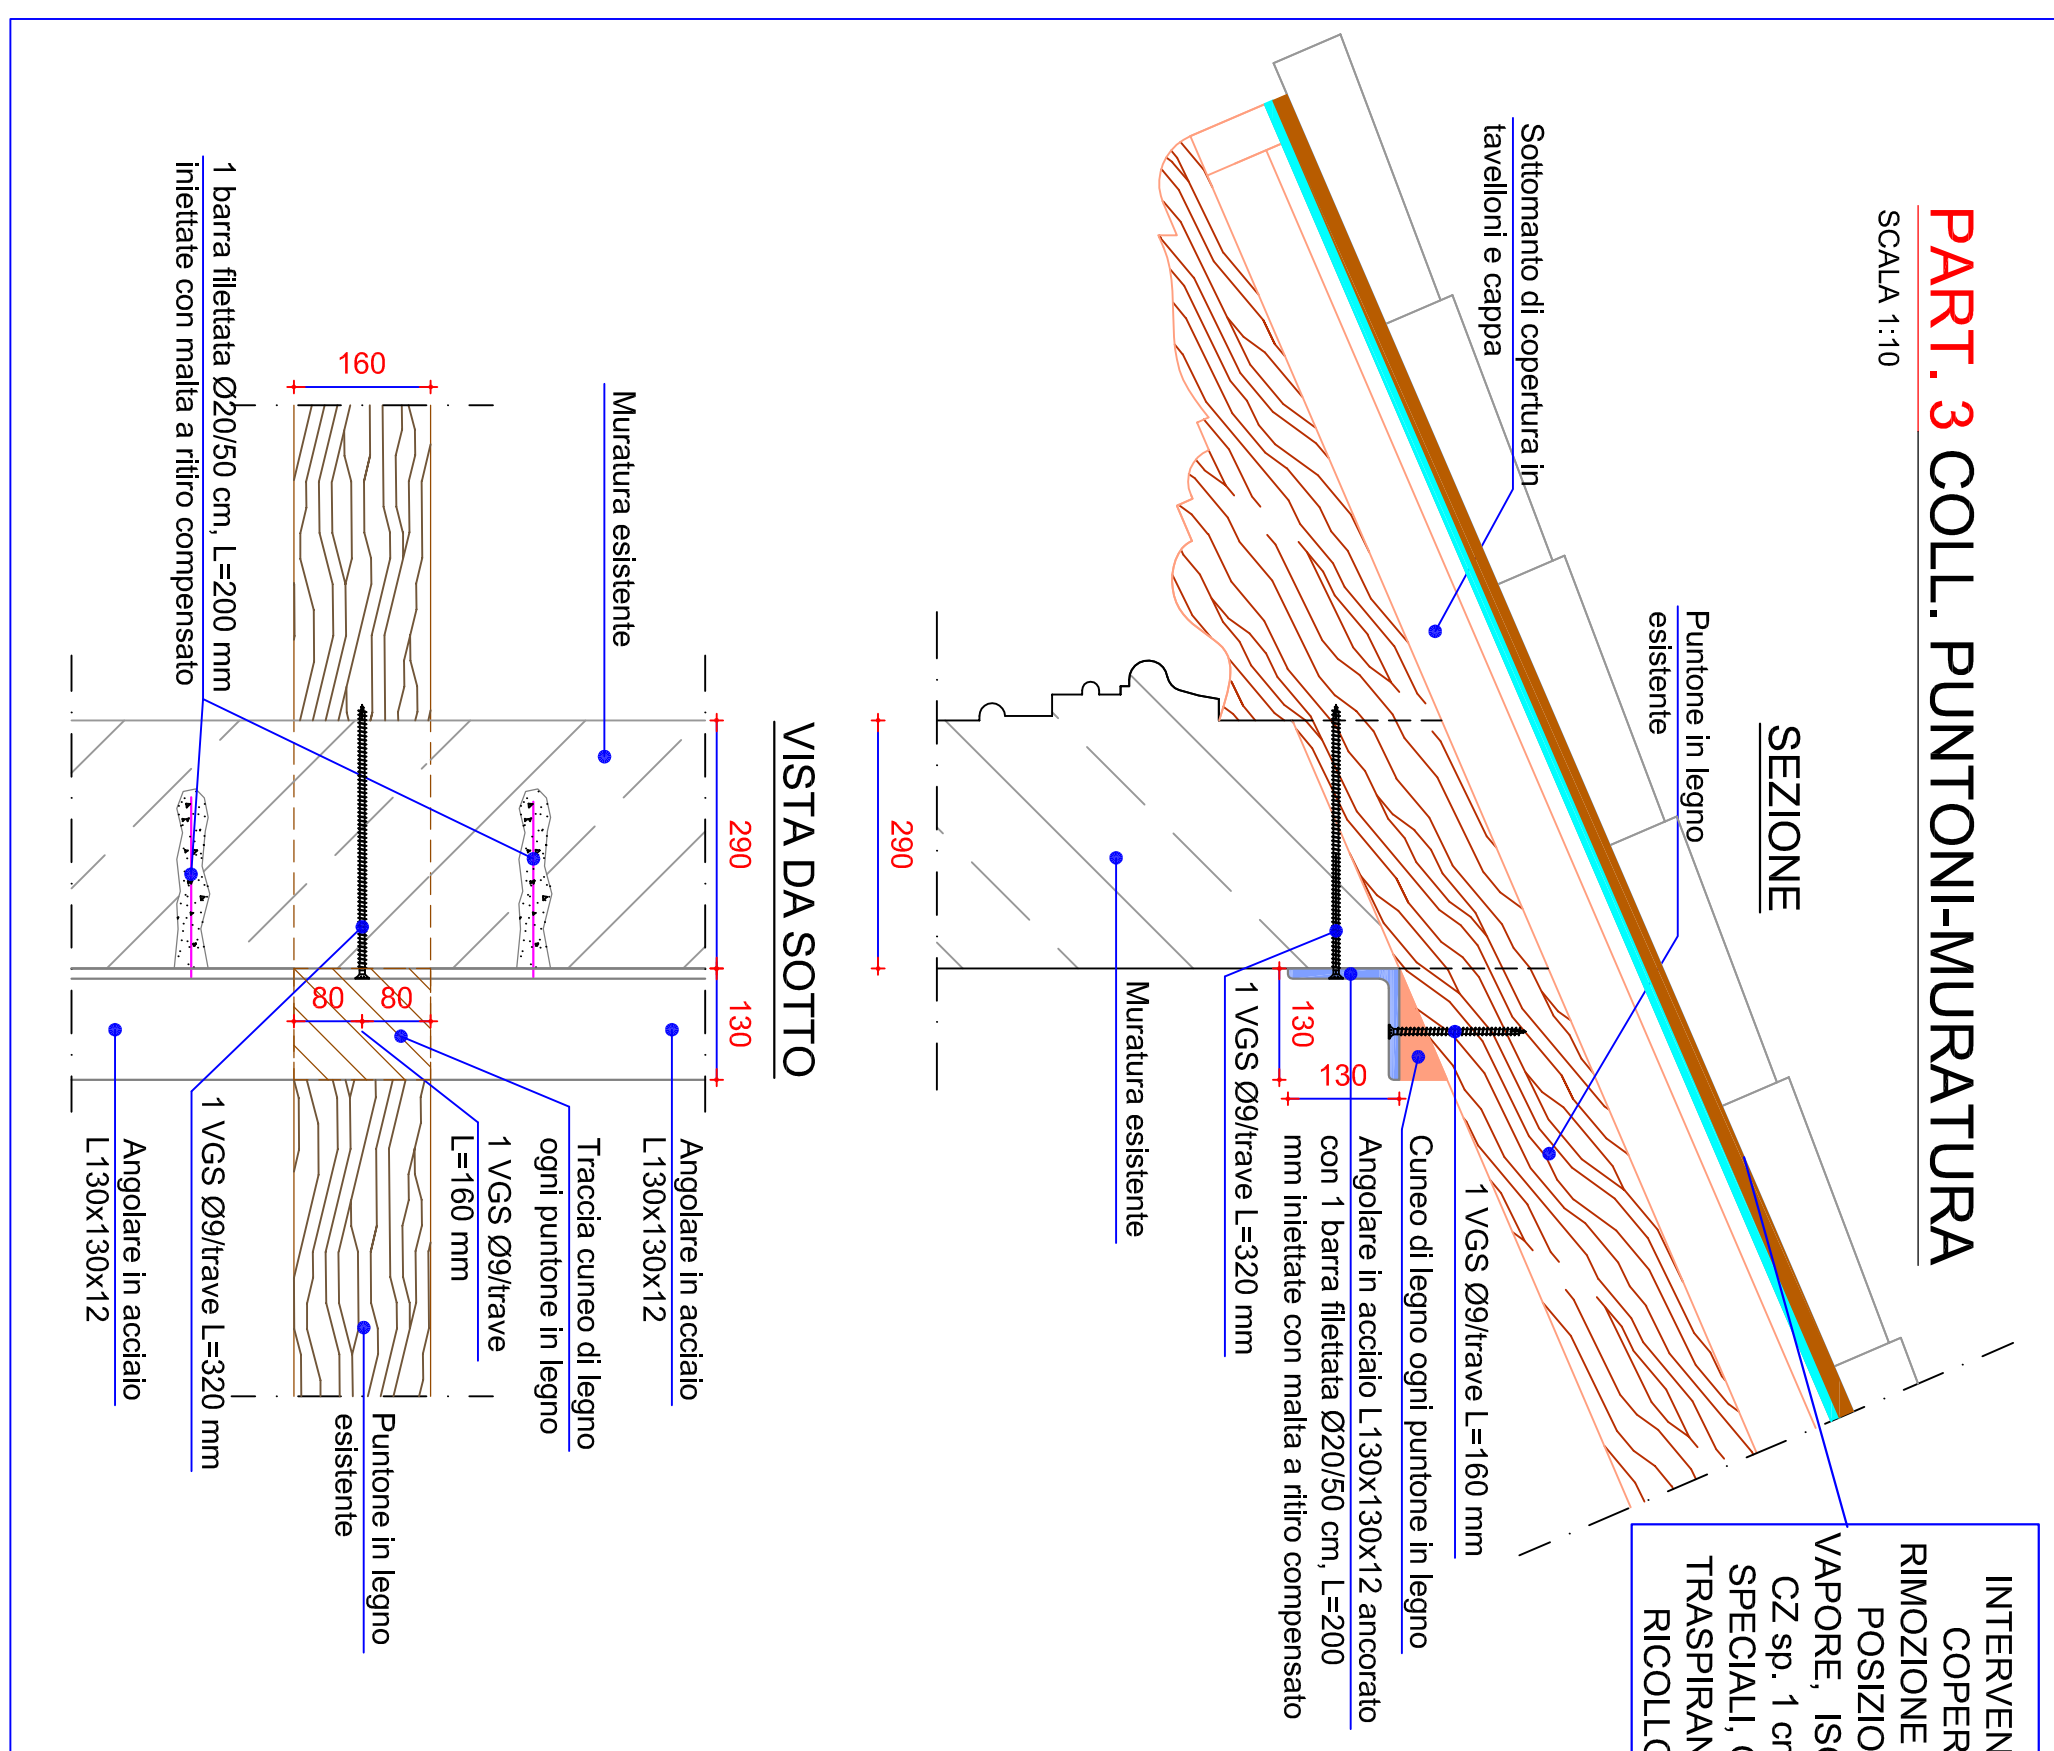 PART. 3 COLL. PUNTONI-MURATURA
SCALA 1:10
SEZIONE
Sottomanto di copertura in
tavelloni e cappa
Puntone in legno
esistente
INTERVEN
COPER
RIMOZIONE
POSIZIO
VAPORE, ISO
CZ sp. 1 cm
SPECIALI,
TRASPIRAN
RICOLLO
1 VGS Ø9/trave L=160 mm
Cuneo di legno ogni puntone in legno
Angolare in acciaio L130x130x12 ancorato
con 1 barra filettata Ø20/50 cm, L=200
mm iniettate con malta a ritiro compensato
1 VGS Ø9/trave L=320 mm
Muratura esistente
130
130
290
VISTA DA SOTTO
290
130
Muratura esistente
160
80
80
1 barra filettata Ø20/50 cm, L=200 mm
iniettate con malta a ritiro compensato
Angolare in acciaio
L130x130x12
Traccia cuneo di legno
ogni puntone in legno
1 VGS Ø9/trave
L=160 mm
Puntone in legno
esistente
1 VGS Ø9/trave L=320 mm
Angolare in acciaio
L130x130x12